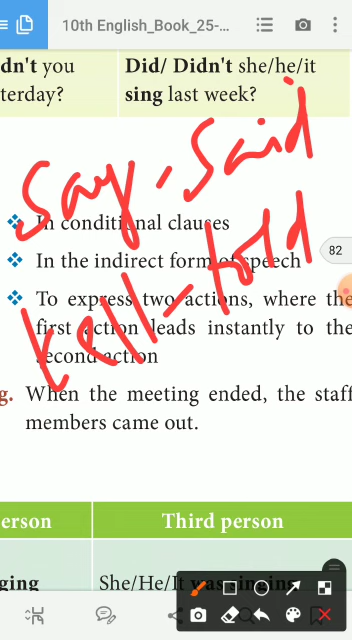 10th English_Book_25-...
dn't you
terday?
Did/ Didn't she/he/it
sing last week?
Say - Said
In conditional clauses
In the indirect form of speech
82
tell - told
To express two actions, where the
first action leads instantly to the
second action
g. When the meeting ended, the staff
members came out.
erson
Third person
ging
She/He/It was singing